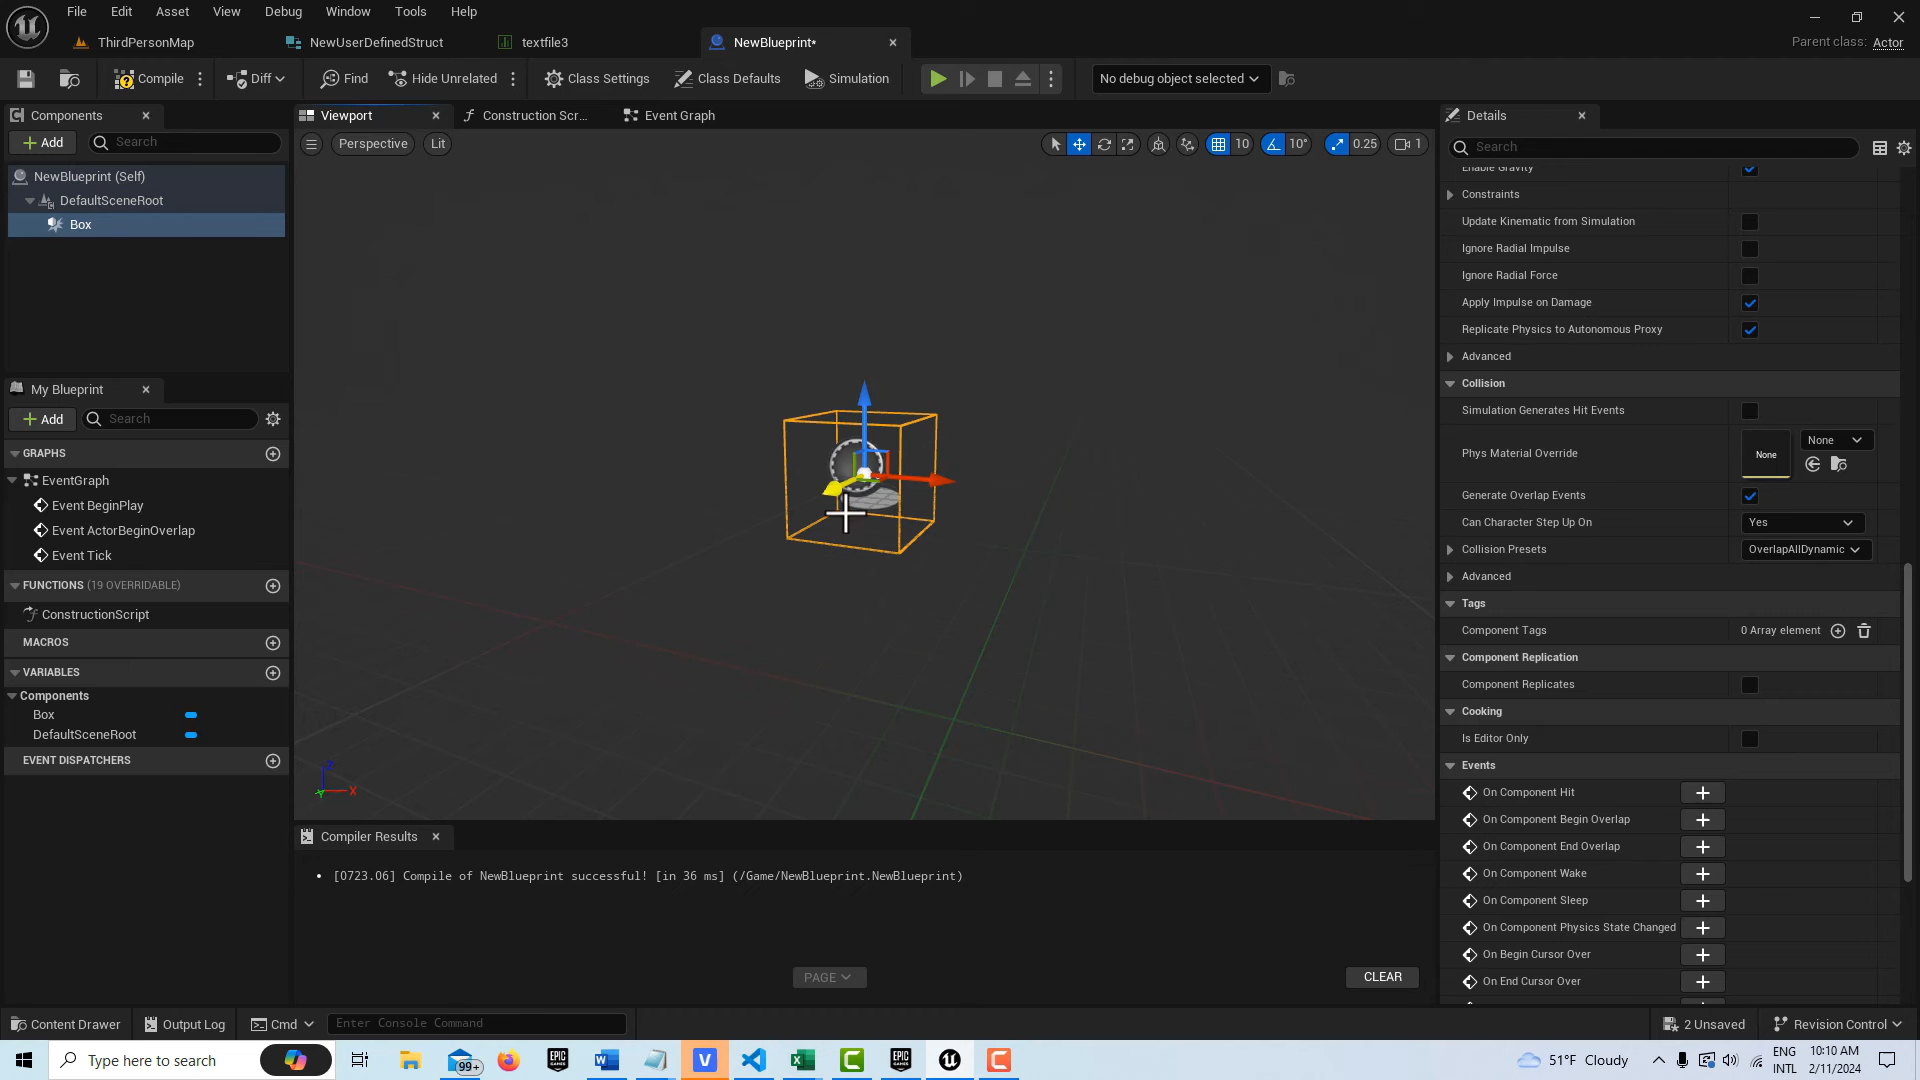 File Edit Asset View Debug Window Tools Help
ThirdPersonMap NewUserDefinedStruct textfile3 NewBlueprint*
Parent class: Actor
Compile Diff Find Hide Unrelated Class Settings Class Defaults Simulation No debug object selected
Components
Add Search
NewBlueprint (Self)
DefaultSceneRoot
Box
My Blueprint
Add Search
GRAPHS
EventGraph
Event BeginPlay
Event ActorBeginOverlap
Event Tick
FUNCTIONS (19 OVERRIDABLE)
ConstructionScript
MACROS
VARIABLES
Components
Box
DefaultSceneRoot
EVENT DISPATCHERS
Viewport Construction Scr... Event Graph
Perspective Lit 10 10° 0.25 1
Z
X
Y
Compiler Results
• [0723.06] Compile of NewBlueprint successful! [in 36 ms] (/Game/NewBlueprint.NewBlueprint)
PAGE CLEAR
Details
Search
Enable Gravity
Constraints
Update Kinematic from Simulation
Ignore Radial Impulse
Ignore Radial Force
Apply Impulse on Damage
Replicate Physics to Autonomous Proxy
Advanced
Collision
Simulation Generates Hit Events
Phys Material Override None None
Generate Overlap Events
Can Character Step Up On Yes
Collision Presets OverlapAllDynamic
Advanced
Tags
Component Tags 0 Array element
Component Replication
Component Replicates
Cooking
Is Editor Only
Events
On Component Hit
On Component Begin Overlap
On Component End Overlap
On Component Wake
On Component Sleep
On Component Physics State Changed
On Begin Cursor Over
On End Cursor Over
Content Drawer Output Log Cmd Enter Console Command 2 Unsaved Revision Control
Type here to search 99+ EPIC GAMES EPIC GAMES 51°F Cloudy ENG INTL 10:10 AM 2/11/2024